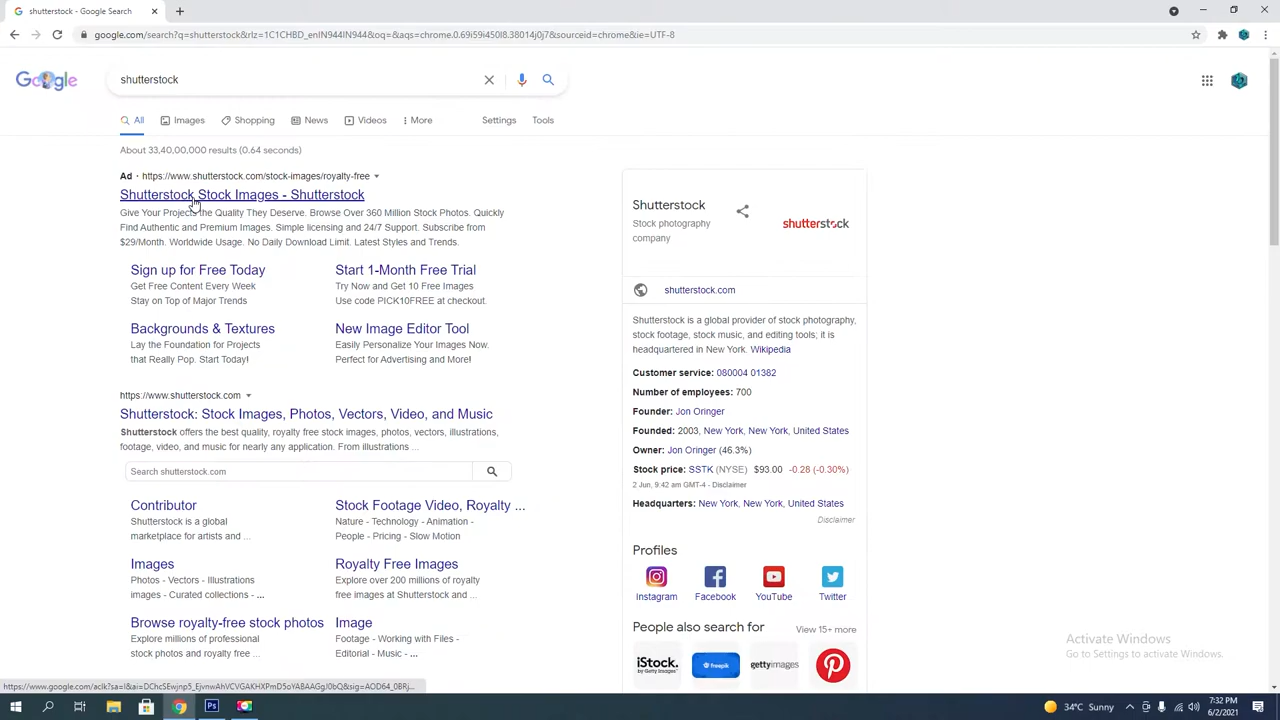 shutterstock - Google Search
google.com/search?q=shutterstock&rlz=1C1CHBD_enIN944IN944&oq=&aqs=chrome.0.69i59i450l8.38014j0j7&sourceid=chrome&ie=UTF-8
Google
shutterstock
All
Images
Shopping
News
Videos
More
Settings
Tools
About 33,40,00,000 results (0.64 seconds)
Ad · https://www.shutterstock.com/stock-images/royalty-free
Shutterstock Stock Images - Shutterstock
Give Your Projects the Quality They Deserve. Browse Over 360 Million Stock Photos. Quickly
Find Authentic and Premium Images. Simple licensing and 24/7 Support. Subscribe from
$29/Month. Worldwide Usage. No Daily Download Limit. Latest Styles and Trends.
Sign up for Free Today
Get Free Content Every Week
Stay on Top of Major Trends
Start 1-Month Free Trial
Try Now and Get 10 Free Images
Use code PICK10FREE at checkout.
Backgrounds & Textures
Lay the Foundation for Projects
that Really Pop. Start Today!
New Image Editor Tool
Easily Personalize Your Images Now.
Perfect for Advertising and More!
https://www.shutterstock.com
Shutterstock: Stock Images, Photos, Vectors, Video, and Music
Shutterstock offers the best quality, royalty free stock images, photos, vectors, illustrations,
footage, video, and music for nearly any application. From illustrations ...
Search shutterstock.com
Contributor
Shutterstock is a global
marketplace for artists and ...
Stock Footage Video, Royalty ...
Nature - Technology - Animation -
People - Pricing - Slow Motion
Images
Photos - Vectors - Illustrations
images - Curated collections - ...
Royalty Free Images
Explore over 200 millions of royalty
free images at Shutterstock and ...
Browse royalty-free stock photos
Explore millions of professional
stock photos and royalty free ...
Image
Footage - Working with Files -
Editorial - Music - ...
Shutterstock
Stock photography
company
shutterstock
shutterstock.com
Shutterstock is a global provider of stock photography,
stock footage, stock music, and editing tools; it is
headquartered in New York. Wikipedia
Customer service: 080004 01382
Number of employees: 700
Founder: Jon Oringer
Founded: 2003, New York, New York, United States
Owner: Jon Oringer (46.3%)
Stock price: SSTK (NYSE) $93.00 -0.28 (-0.30%)
2 Jun, 9:42 am GMT-4 - Disclaimer
Headquarters: New York, New York, United States
Disclaimer
Profiles
Instagram
Facebook
YouTube
Twitter
People also search for
View 15+ more
iStock.
by Getty Images
freepik
gettyimages
Activate Windows
Go to Settings to activate Windows.
34°C Sunny
7:32 PM
6/2/2021